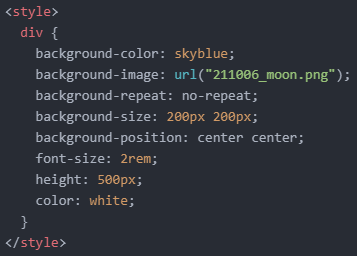 <style>
  div {
    background-color: skyblue;
    background-image: url("211006_moon.png");
    background-repeat: no-repeat;
    background-size: 200px 200px;
    background-position: center center;
    font-size: 2rem;
    height: 500px;
    color: white;
  }
</style>